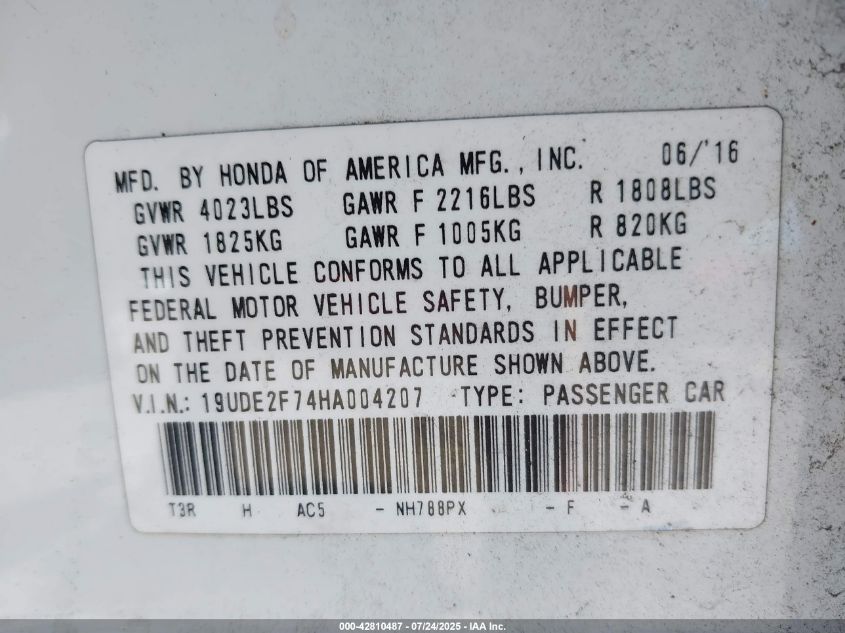 MFD. BY HONDA OF AMERICA MFG., INC. 06/'16
GVWR 4023LBS GAWR F 2216LBS R 1808LBS
GVWR 1825KG GAWR F 1005KG R 820KG
THIS VEHICLE CONFORMS TO ALL APPLICABLE
FEDERAL MOTOR VEHICLE SAFETY, BUMPER,
AND THEFT PREVENTION STANDARDS IN EFFECT
ON THE DATE OF MANUFACTURE SHOWN ABOVE.
V.I.N.: 19UDE2F74HA004207 TYPE: PASSENGER CAR
T3R H AC5 - NH788PX - F - A
000-42810487 - 07/24/2025 - IAA Inc.